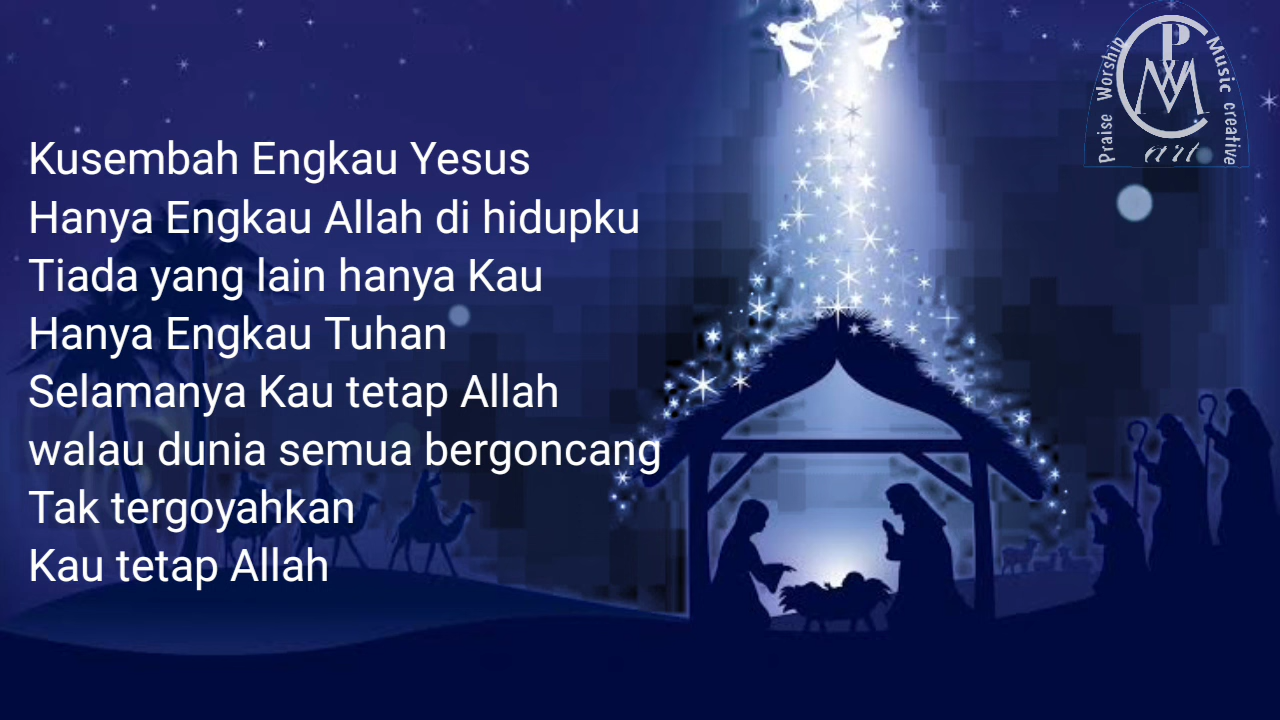 Kusembah Engkau Yesus
Hanya Engkau Allah di hidupku
Tiada yang lain hanya Kau
Hanya Engkau Tuhan
Selamanya Kau tetap Allah
walau dunia semua bergoncang
Tak tergoyahkan
Kau tetap Allah
Praise Worship
Music creative
P
W
M
C
art